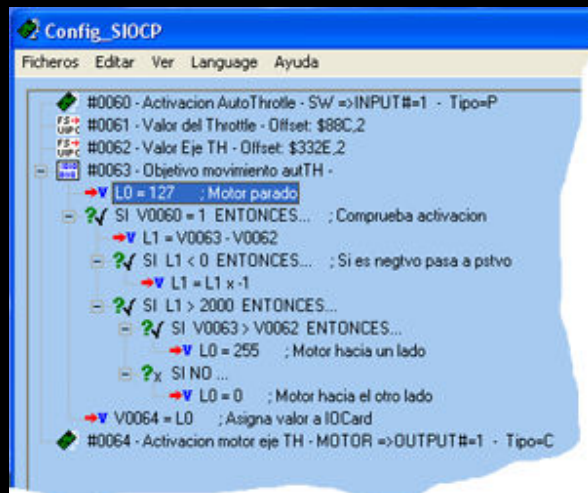 Config_SIOCP
Ficheros Editar Ver Language Ayuda
#0060 - Activacion AutoThrotle - SW =>INPUT#=1 - Tipo=P
FS→ UIPC #0061 - Valor del Throttle - Offset: $88C,2
FS→ UIPC #0062 - Valor Eje TH - Offset: $332E,2
#0063 - Objetivo movimiento autTH -
V L0 = 127 ; Motor parado
? SI V0060 = 1 ENTONCES... ; Comprueba activacion
V L1 = V0063 - V0062
? SI L1 < 0 ENTONCES... ; Si es negtvo pasa a pstvo
V L1 = L1 x -1
? SI L1 > 2000 ENTONCES...
? SI V0063 > V0062 ENTONCES...
V L0 = 255 ; Motor hacia un lado
?x SI NO ...
V L0 = 0 ; Motor hacia el otro lado
V V0064 = L0 ; Asigna valor a IOCard
#0064 - Activacion motor eje TH - MOTOR =>OUTPUT#=1 - Tipo=C